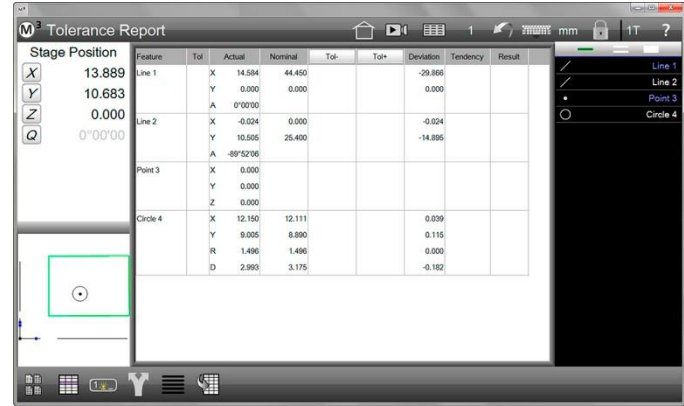 M³ Tolerance Report
1 mm 1T ?
Stage Position
X 13.889
Y 10.683
Z 0.000
Q 0°00'00
Feature Tol Actual Nominal Tol- Tol+ Deviation Tendency Result
Line 1 X 14.584 44.450 -29.866
Y 0.000 0.000 0.000
A 0°00'00
Line 2 X -0.024 0.000 -0.024
Y 10.505 25.400 -14.895
A -89°52'06
Point 3 X 0.000
Y 0.000
Z 0.000
Circle 4 X 12.150 12.111 0.039
Y 9.005 8.890 0.115
R 1.496 1.496 0.000
D 2.993 3.175 -0.182
Line 1
Line 2
Point 3
Circle 4